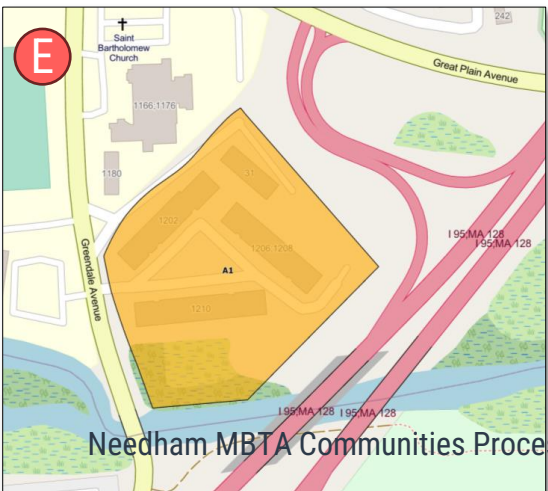 E
Saint
Bartholomew
Church
242
Great Plain Avenue
1166;1176
1180
31
1202
1206;1208
I 95;MA 128
I 95;MA 128
Greendale Avenue
A1
1210
I 95;MA 128
I 95;MA 128
Needham MBTA Communities Proce